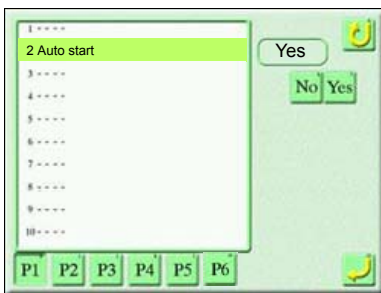 1 - - - -
2 Auto start
3 - - - -
4 - - - -
5 - - - -
6 - - - -
7 - - - -
8 - - - -
9 - - - -
10 - - - -
Yes
No Yes
P1 P2 P3 P4 P5 P6